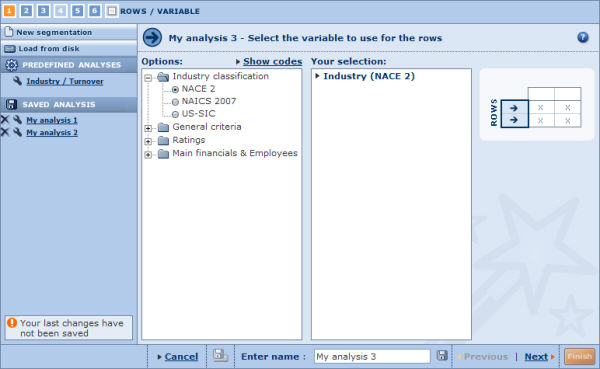 1 2 3 4 5 6 ROWS / VARIABLE
New segmentation
Load from disk
PREDEFINED ANALYSES
Industry / Turnover
SAVED ANALYSIS
My analysis 1
My analysis 2
Your last changes have
not been saved
My analysis 3 - Select the variable to use for the rows ?
Options: Show codes
Industry classification
NACE 2
NAICS 2007
US-SIC
General criteria
Ratings
Main financials & Employees
Your selection:
Industry (NACE 2)
ROWS
X X
X X
Cancel Enter name : My analysis 3 Previous | Next Finish